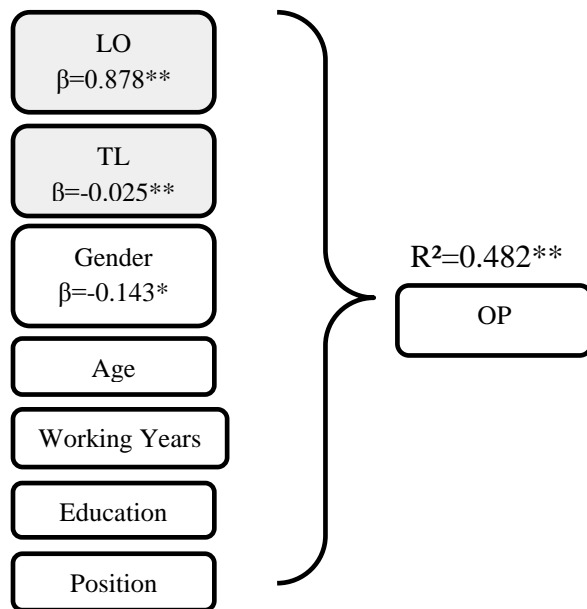 LO
β=0.878**
TL
β=-0.025**
Gender
β=-0.143*
Age
Working Years
Education
Position
R²=0.482**
OP